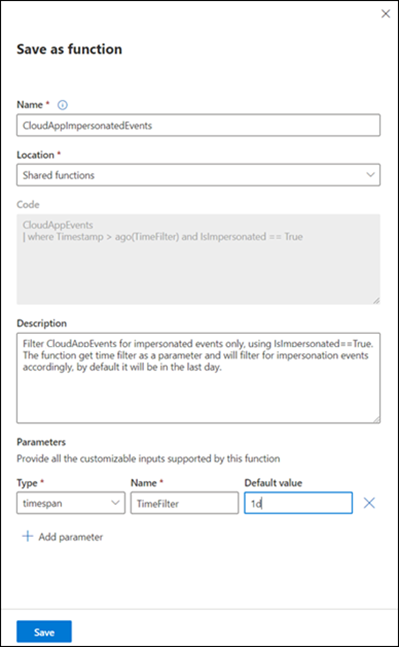 Save as function
Name *
CloudAppImpersonatedEvents
Location *
Shared functions
Code
CloudAppEvents
| where Timestamp > ago(TimeFilter) and IsImpersonated == True
Description
Filter CloudAppEvents for impersonated events only, using IsImpersonated==True.
The function get time filter as a parameter and will filter for impersonation events
accordingly, by default it will be in the last day.
Parameters
Provide all the customizable inputs supported by this function
Type * Name * Default value
timespan TimeFilter 1d
+ Add parameter
Save